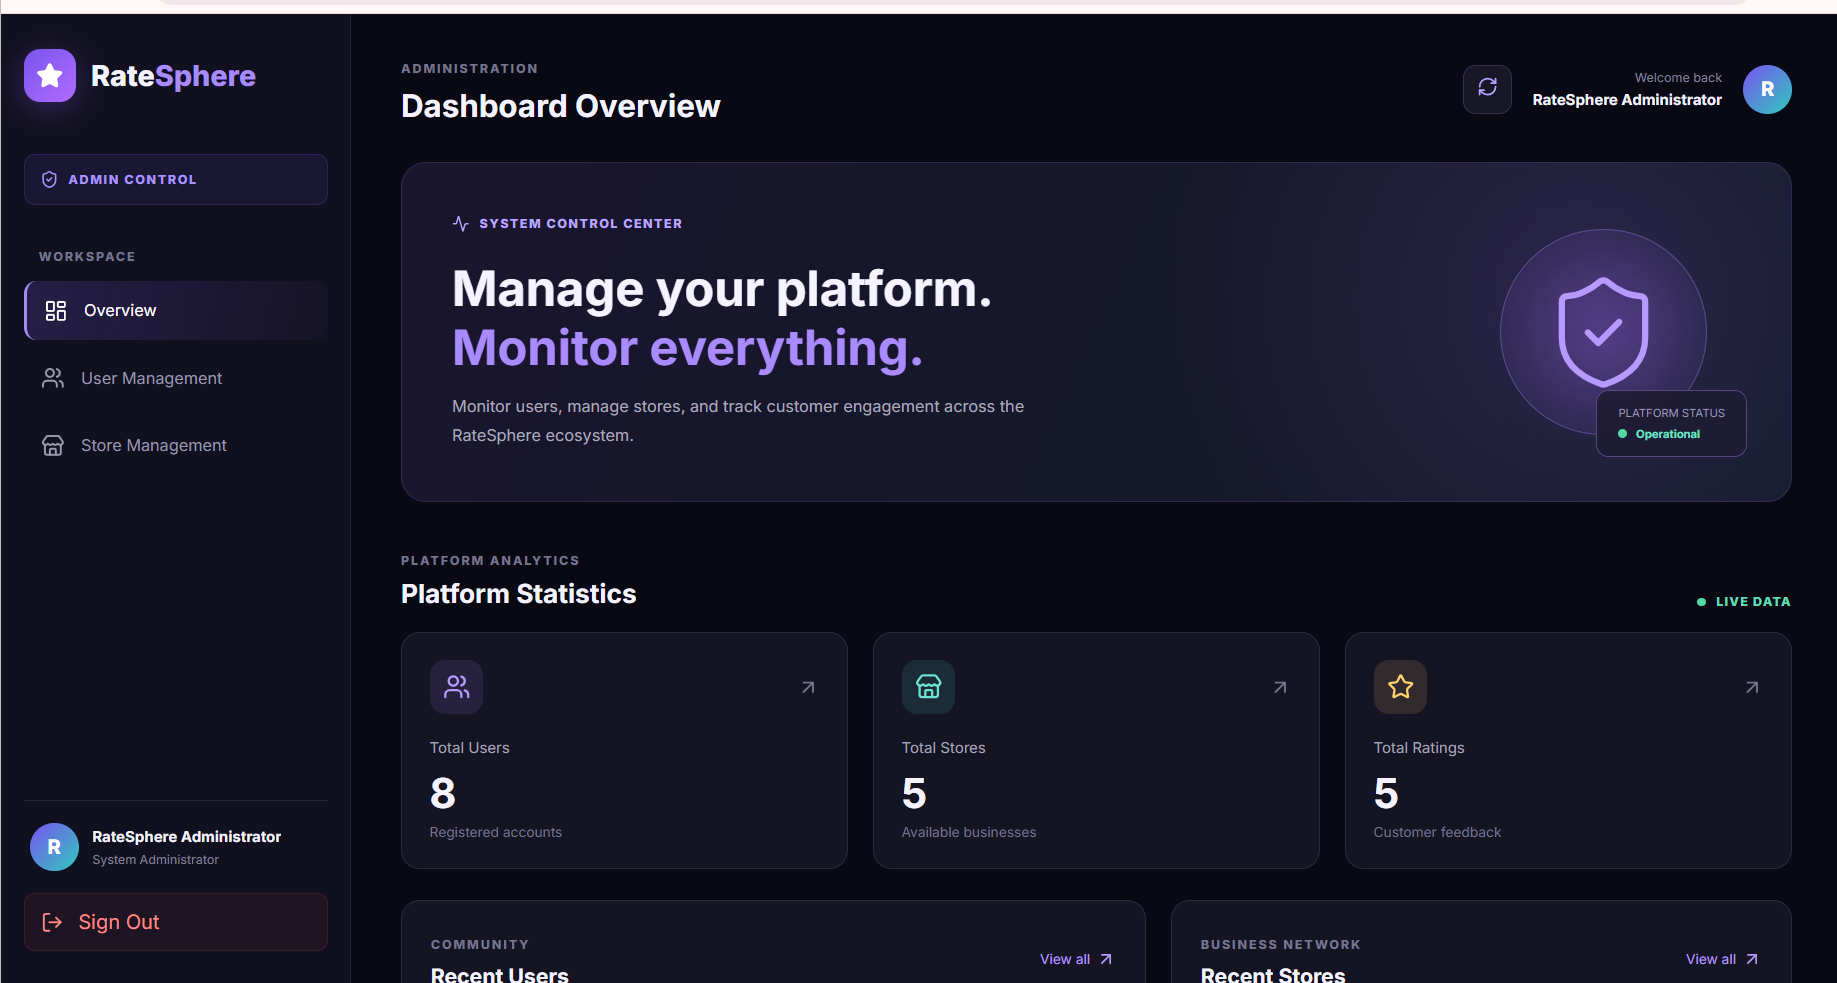 RateSphere
ADMIN CONTROL
WORKSPACE
Overview
User Management
Store Management
R
RateSphere Administrator
System Administrator
Sign Out
ADMINISTRATION
Dashboard Overview
Welcome back
RateSphere Administrator
R
SYSTEM CONTROL CENTER
Manage your platform.
Monitor everything.
Monitor users, manage stores, and track customer engagement across the
RateSphere ecosystem.
PLATFORM STATUS
Operational
PLATFORM ANALYTICS
Platform Statistics
LIVE DATA
Total Users
8
Registered accounts
Total Stores
5
Available businesses
Total Ratings
5
Customer feedback
COMMUNITY
Recent Users
View all
BUSINESS NETWORK
Recent Stores
View all